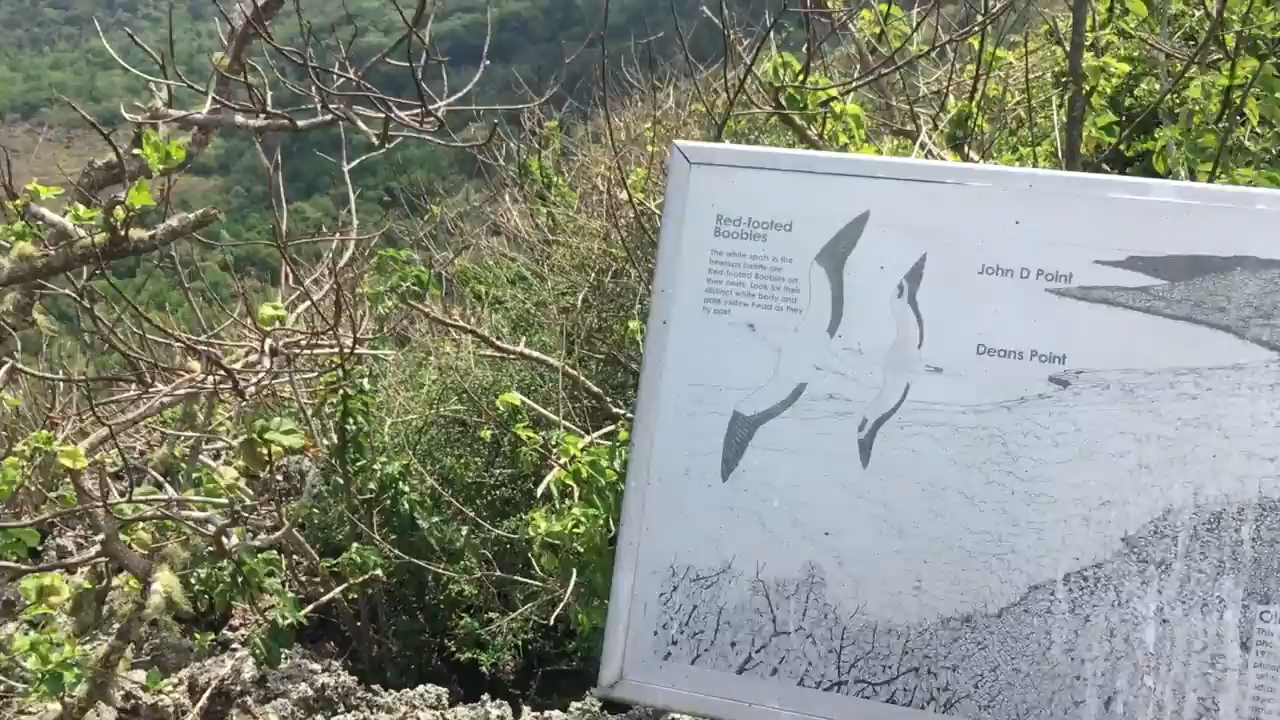 Red-footed
Boobies
The white spots in the
treetops below are
Red-footed Boobies on
their nests. Look for their
distinct white body and
pale yellow head as they
fly past.
John D Point
Deans Point
This